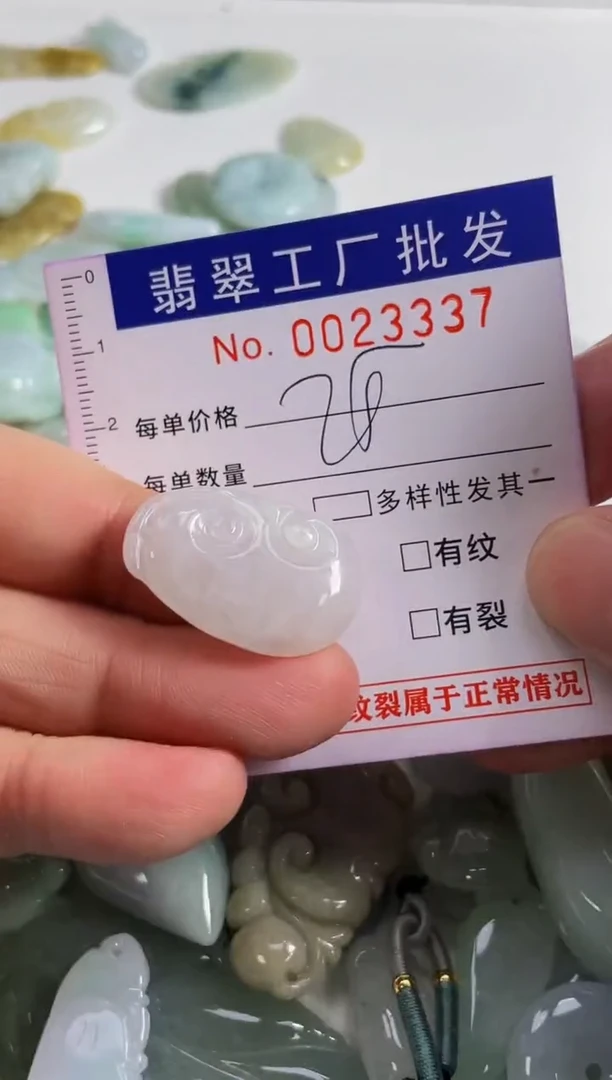 翡翠工厂批发
No. 0023337
0
1
2
每单价格
每单数量
多样性发其一
有纹
有裂
纹裂属于正常情况